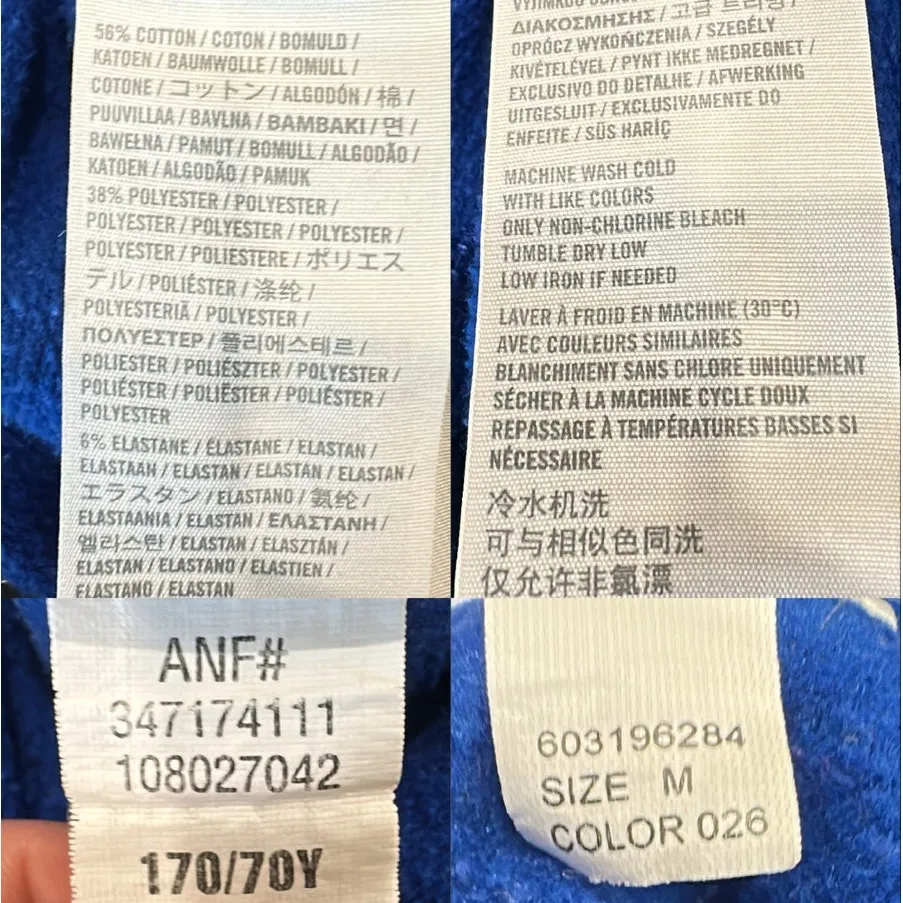 56% COTTON / COTON / BOMULD /
KATOEN / BAUMWOLLE / BOMULL /
COTONE / コットン / ALGODÓN / 棉 /
PUUVILLAA / BAVLNA / BAMBAKI / 면 /
BAWEŁNA / PAMUT / BOMULL / ALGODÃO /
KATOEN / ALGODÃO / PAMUK
38% POLYESTER / POLYESTER /
POLYESTER / POLYESTER / POLYESTER /
POLYESTER / POLIESTERE / ポリエス
テル / POLIÉSTER / 涤纶 /
POLYESTERIÄ / POLYESTER /
ΠΟΛΥΕΣΤΕΡ / 폴리에스테르 /
POLIESTER / POLIÉSZTER / POLYESTER /
POLIÉSTER / POLIËSTER / POLIÉSTER /
POLYESTER
6% ELASTANE / ÉLASTANE / ELASTAN /
ELASTAAN / ELASTAN / ELASTAN / ELASTAN /
エラスタン / ELASTANO / 氨纶 /
ELASTAANIA / ELASTAN / ΕΛΑΣΤΑΝΗ /
엘라스탄 / ELASTAN / ELASZTÁN /
ELASTAN / ELASTANO / ELASTIEN /
ELASTANO / ELASTAN
ΔΙΑΚΟΣΜΗΣΗΣ / 고급 트리밍 /
OPRÓCZ WYKOŃCZENIA / SZEGÉLY
KIVÉTELÉVEL / PYNT IKKE MEDREGNET /
EXCLUSIVO DO DETALHE / AFWERKING
UITGESLUIT / EXCLUSIVAMENTE DO
ENFEITE / SÜS HARİÇ
MACHINE WASH COLD
WITH LIKE COLORS
ONLY NON-CHLORINE BLEACH
TUMBLE DRY LOW
LOW IRON IF NEEDED
LAVER À FROID EN MACHINE (30°C)
AVEC COULEURS SIMILAIRES
BLANCHIMENT SANS CHLORE UNIQUEMENT
SÉCHER À LA MACHINE CYCLE DOUX
REPASSAGE À TEMPÉRATURES BASSES SI
NÉCESSAIRE
冷水机洗
可与相似色同洗
仅允许非氯漂
ANF#
347174111
108027042
170/70Y
603196284
SIZE M
COLOR 026